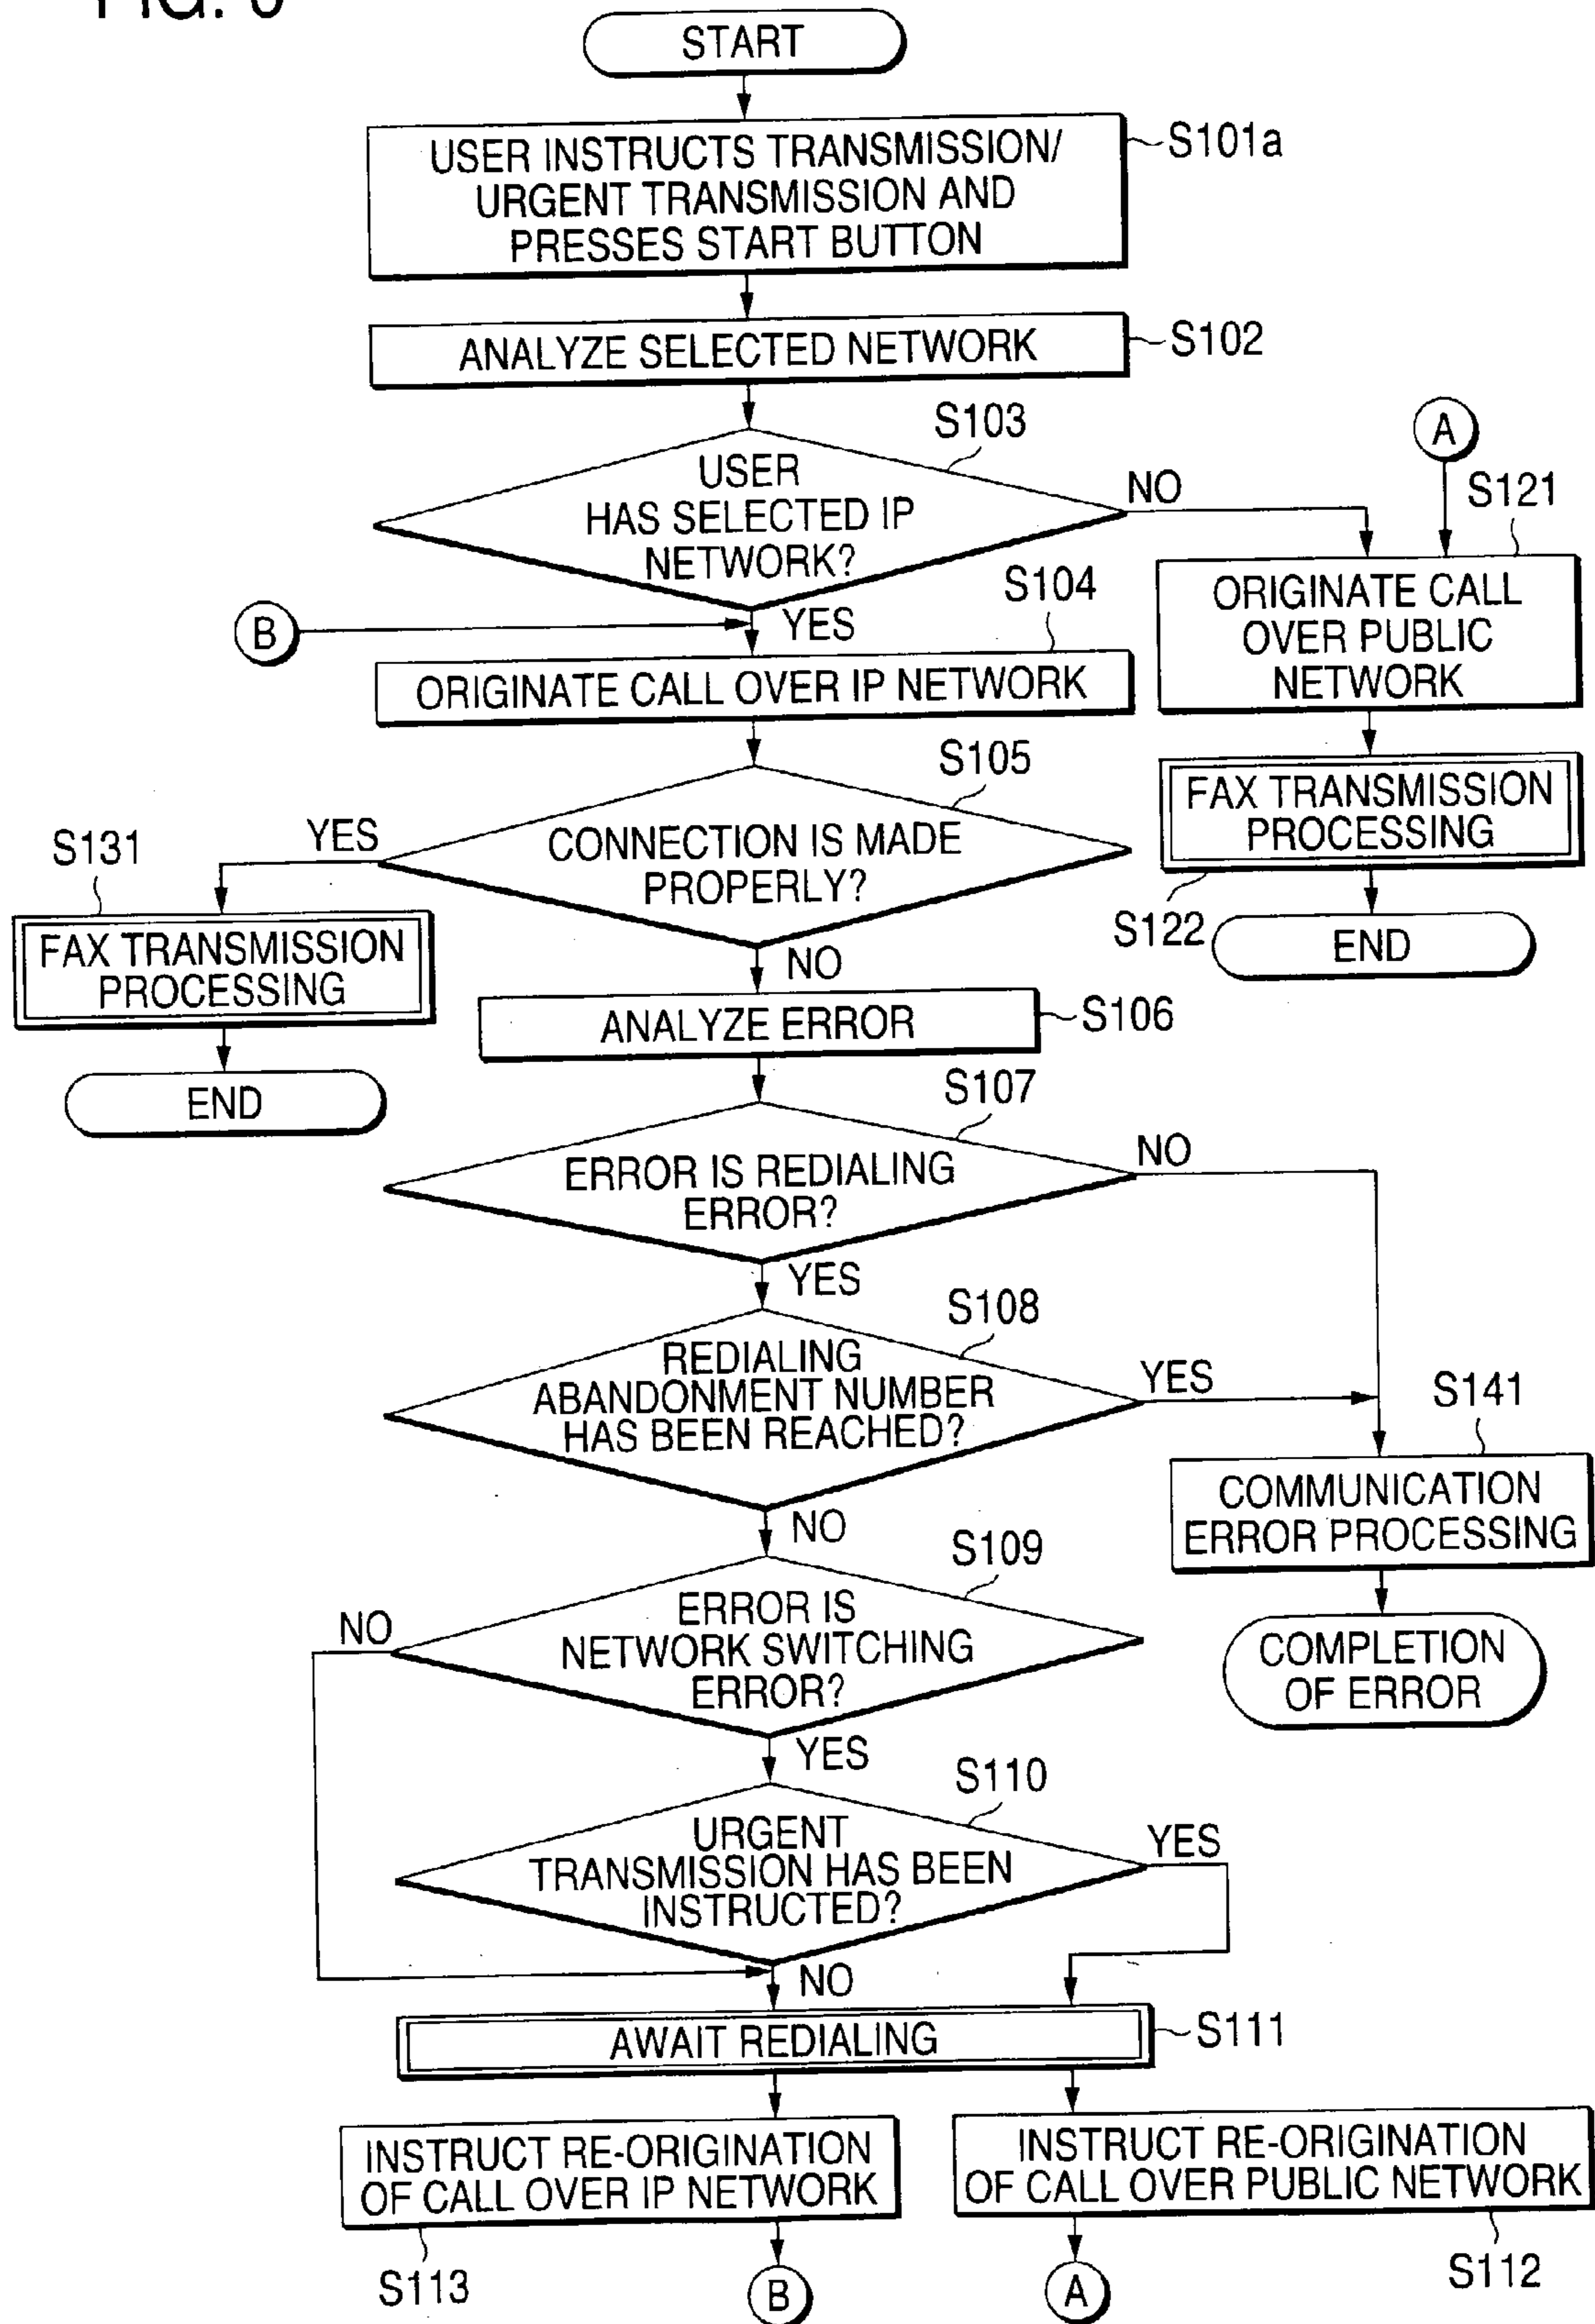 START
USER INSTRUCTS TRANSMISSION/
URGENT TRANSMISSION AND
PRESSES START BUTTON
S101a
ANALYZE SELECTED NETWORK
S102
S103
USER
HAS SELECTED IP
NETWORK?
NO
A
S121
B
YES
S104
ORIGINATE CALL
OVER PUBLIC
NETWORK
ORIGINATE CALL OVER IP NETWORK
S105
FAX TRANSMISSION
PROCESSING
S122
END
CONNECTION IS MADE
PROPERLY?
YES
S131
FAX TRANSMISSION
PROCESSING
END
NO
ANALYZE ERROR
S106
S107
ERROR IS REDIALING
ERROR?
NO
YES
S108
REDIALING
ABANDONMENT NUMBER
HAS BEEN REACHED?
YES
S141
COMMUNICATION
ERROR PROCESSING
COMPLETION
OF ERROR
NO
S109
ERROR IS
NETWORK SWITCHING
ERROR?
NO
YES
S110
URGENT
TRANSMISSION HAS BEEN
INSTRUCTED?
YES
NO
AWAIT REDIALING
S111
INSTRUCT RE-ORIGINATION
OF CALL OVER IP NETWORK
INSTRUCT RE-ORIGINATION
OF CALL OVER PUBLIC NETWORK
S113
B
A
S112